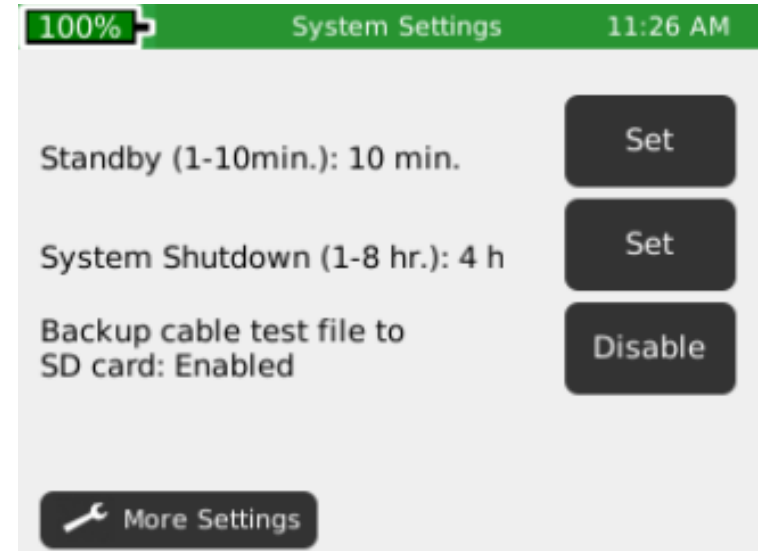 100% System Settings 11:26 AM
Standby (1-10min.): 10 min.
Set
System Shutdown (1-8 hr.): 4 h
Set
Backup cable test file to
SD card: Enabled
Disable
More Settings